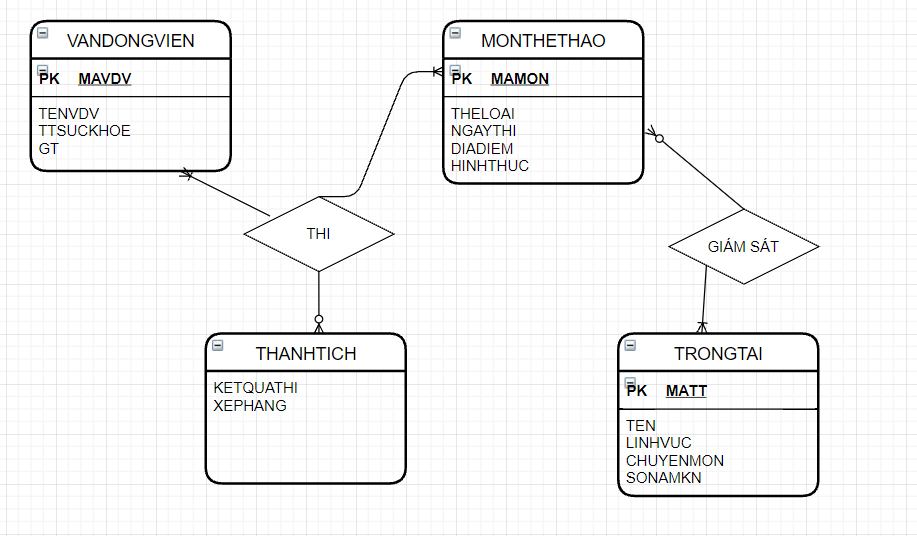 VANDONGVIEN
PK MAVDV
TENVDV
TTSUCKHOE
GT
MONTHETHAO
PK MAMON
THELOAI
NGAYTHI
DIADIEM
HINHTHUC
THI
GIÁM SÁT
THANHTICH
KETQUATHI
XEPHANG
TRONGTAI
PK MATT
TEN
LINHVUC
CHUYENMON
SONAMKN